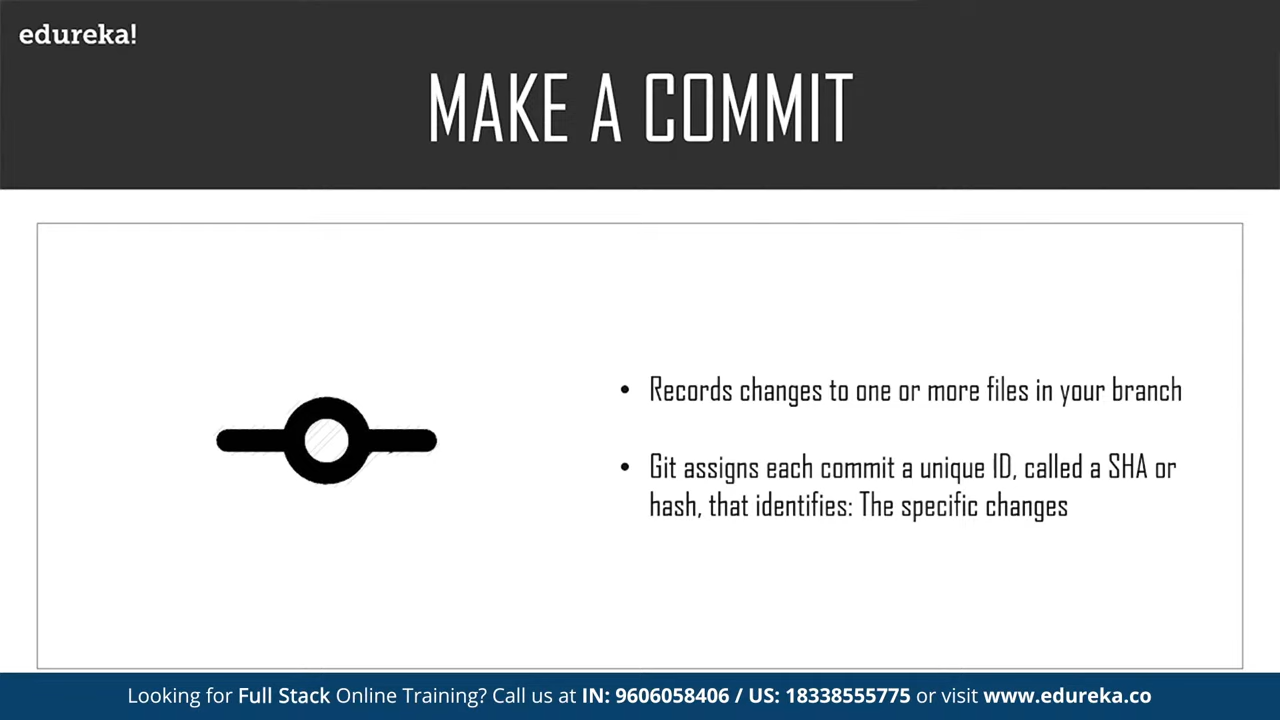 edureka!
MAKE A COMMIT
• Records changes to one or more files in your branch
• Git assigns each commit a unique ID, called a SHA or
hash, that identifies: The specific changes
Looking for Full Stack Online Training? Call us at IN: 9606058406 / US: 18338555775 or visit www.edureka.co